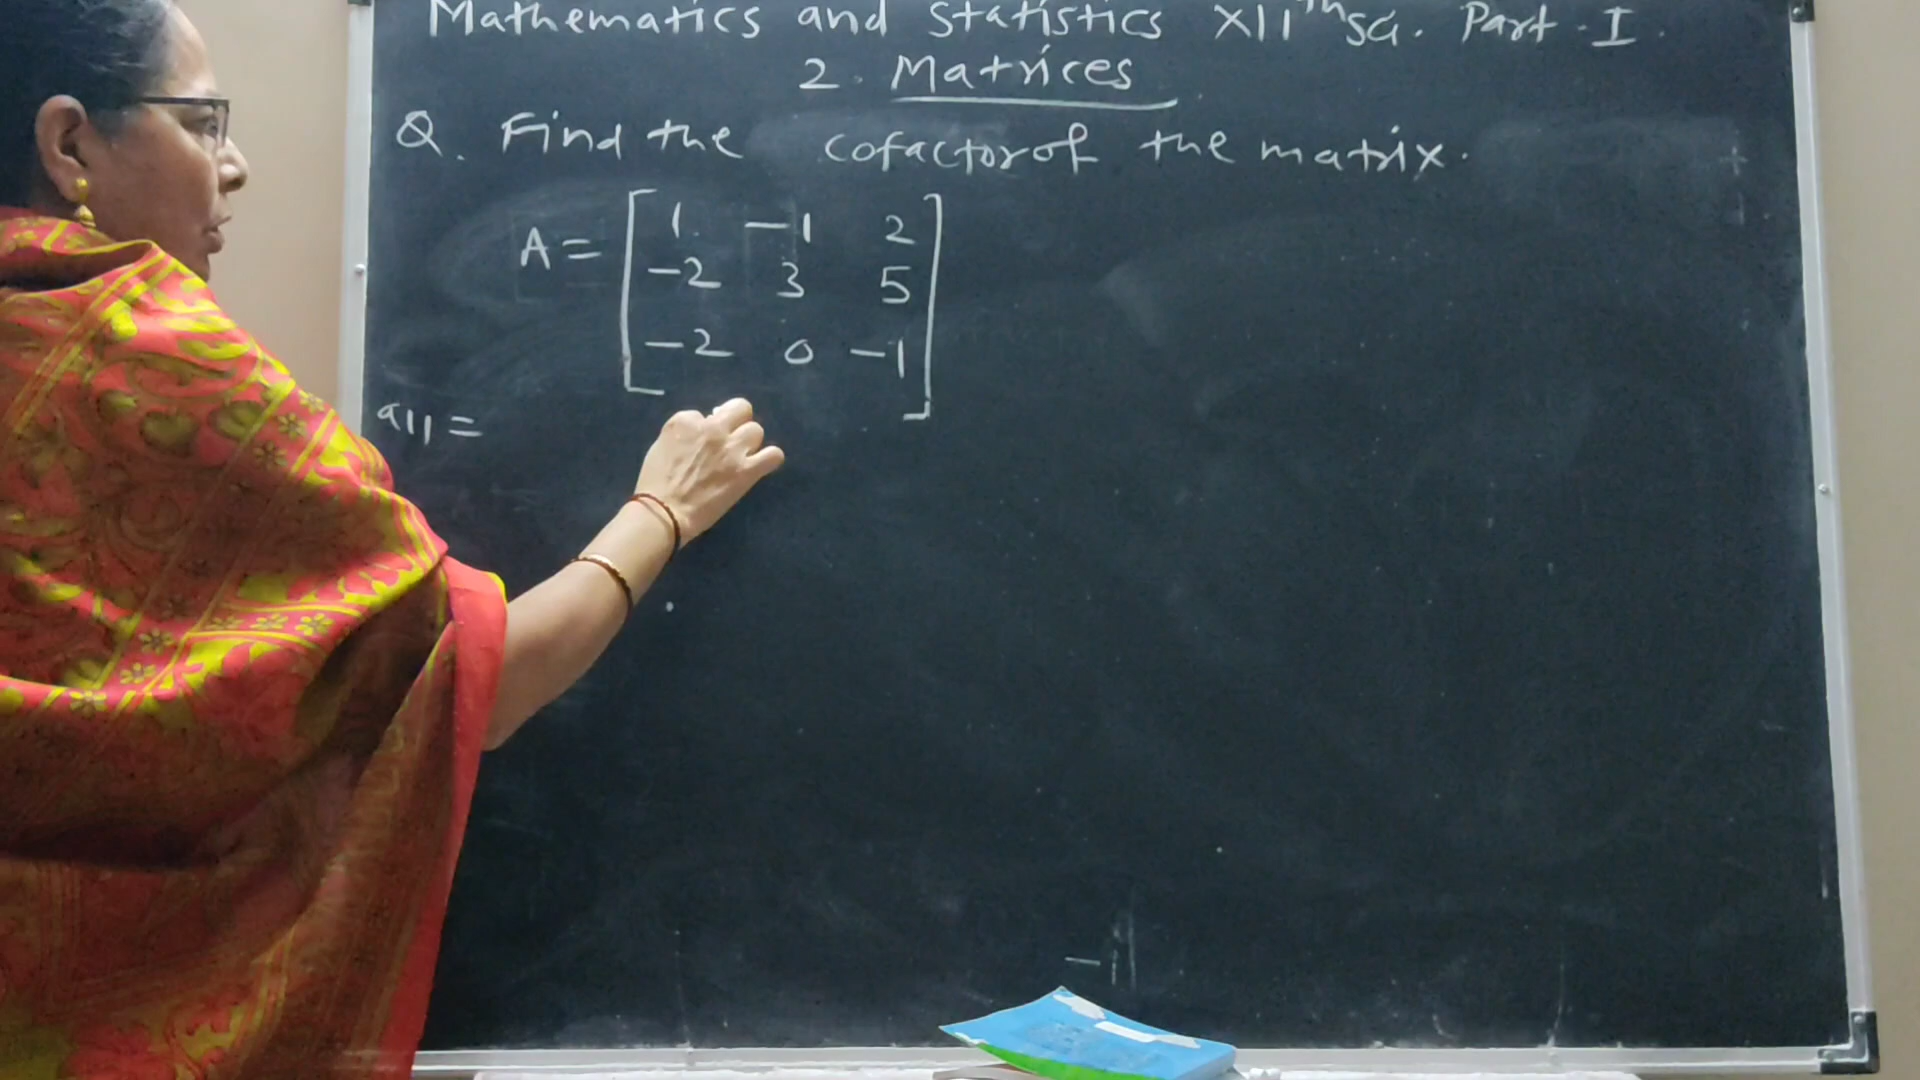 Mathematics and Statistics XIIth Sci. Part-I.
2. Matrices
Q. Find the cofactor of the matrix.
A = [ 1 -1 2
-2 3 5
-2 0 -1 ]
a11 =